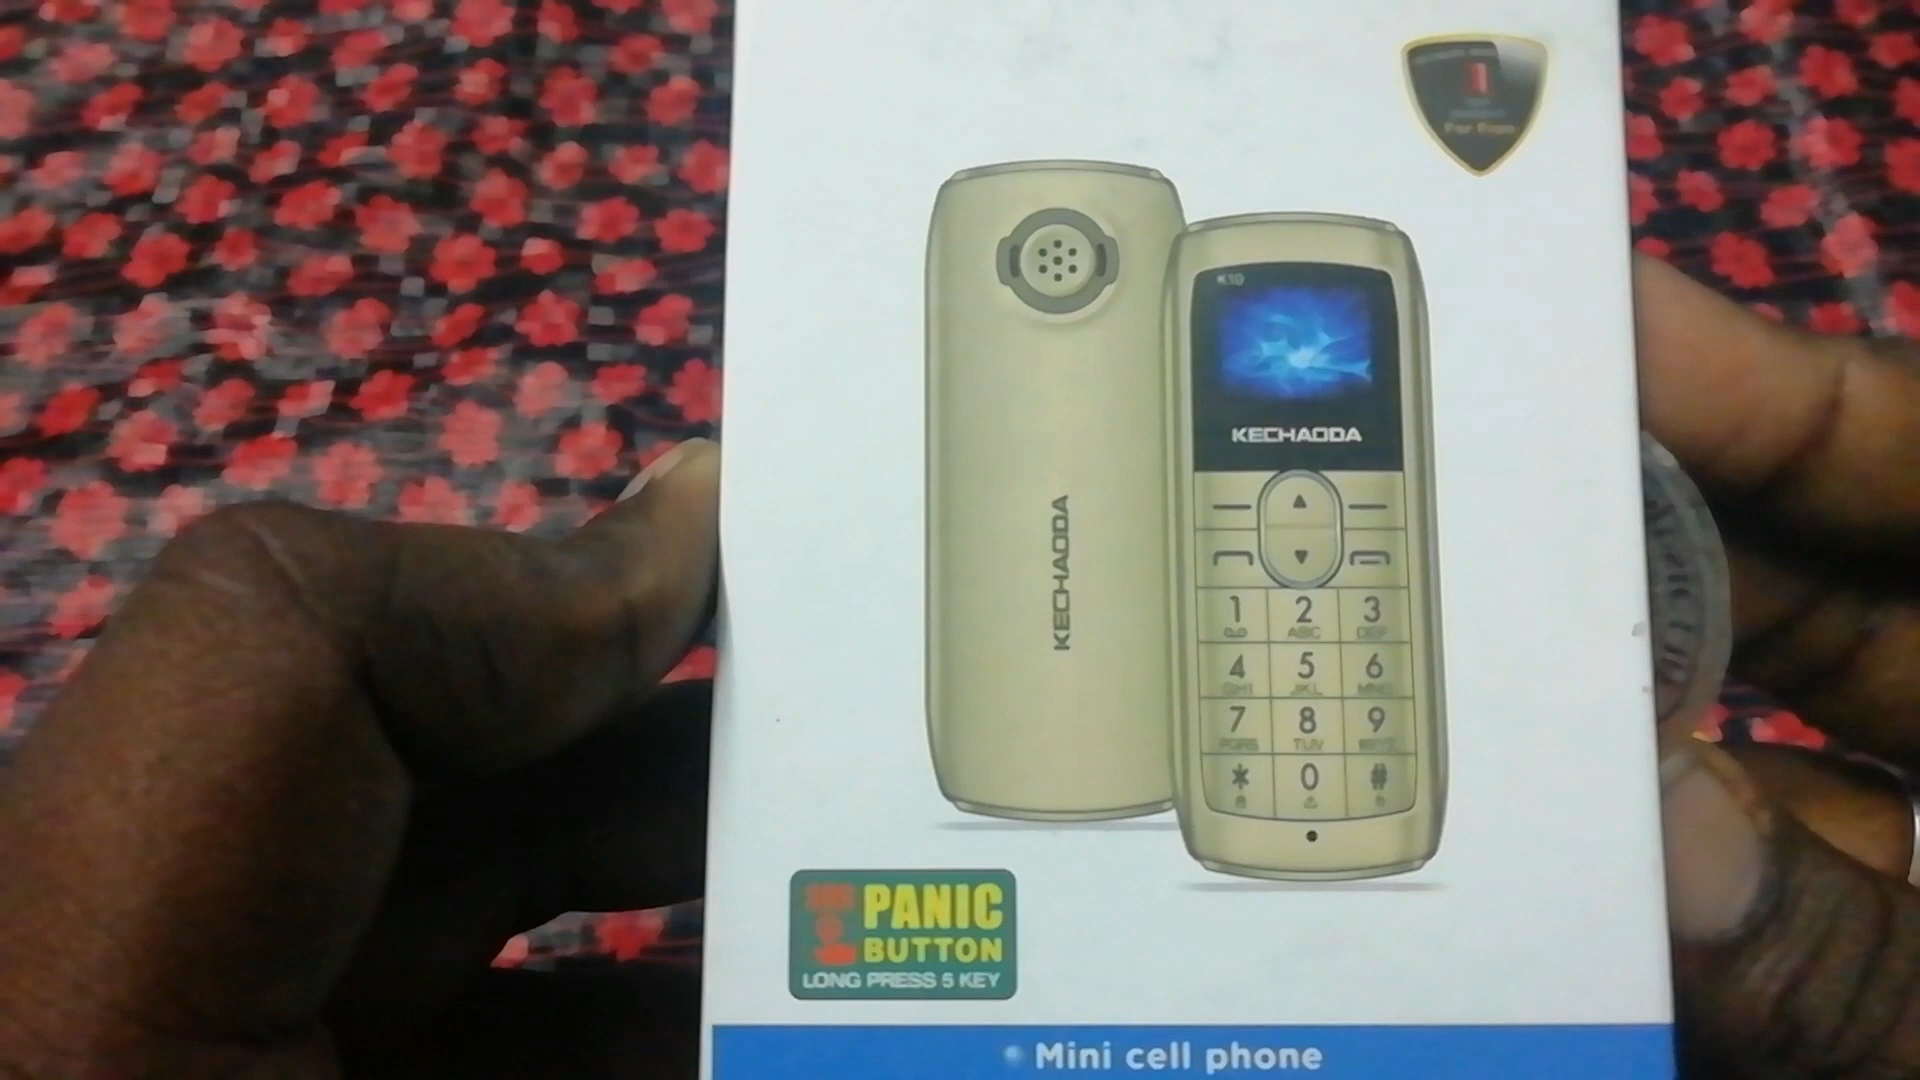 K10
KECHAODA
KECHAODA
1
2 ABC
3 DEF
4 GHI
5 JKL
6 MNO
7 PQRS
8 TUV
9 WXYZ
*
0
#
PANIC
BUTTON
LONG PRESS 5 KEY
Mini cell phone